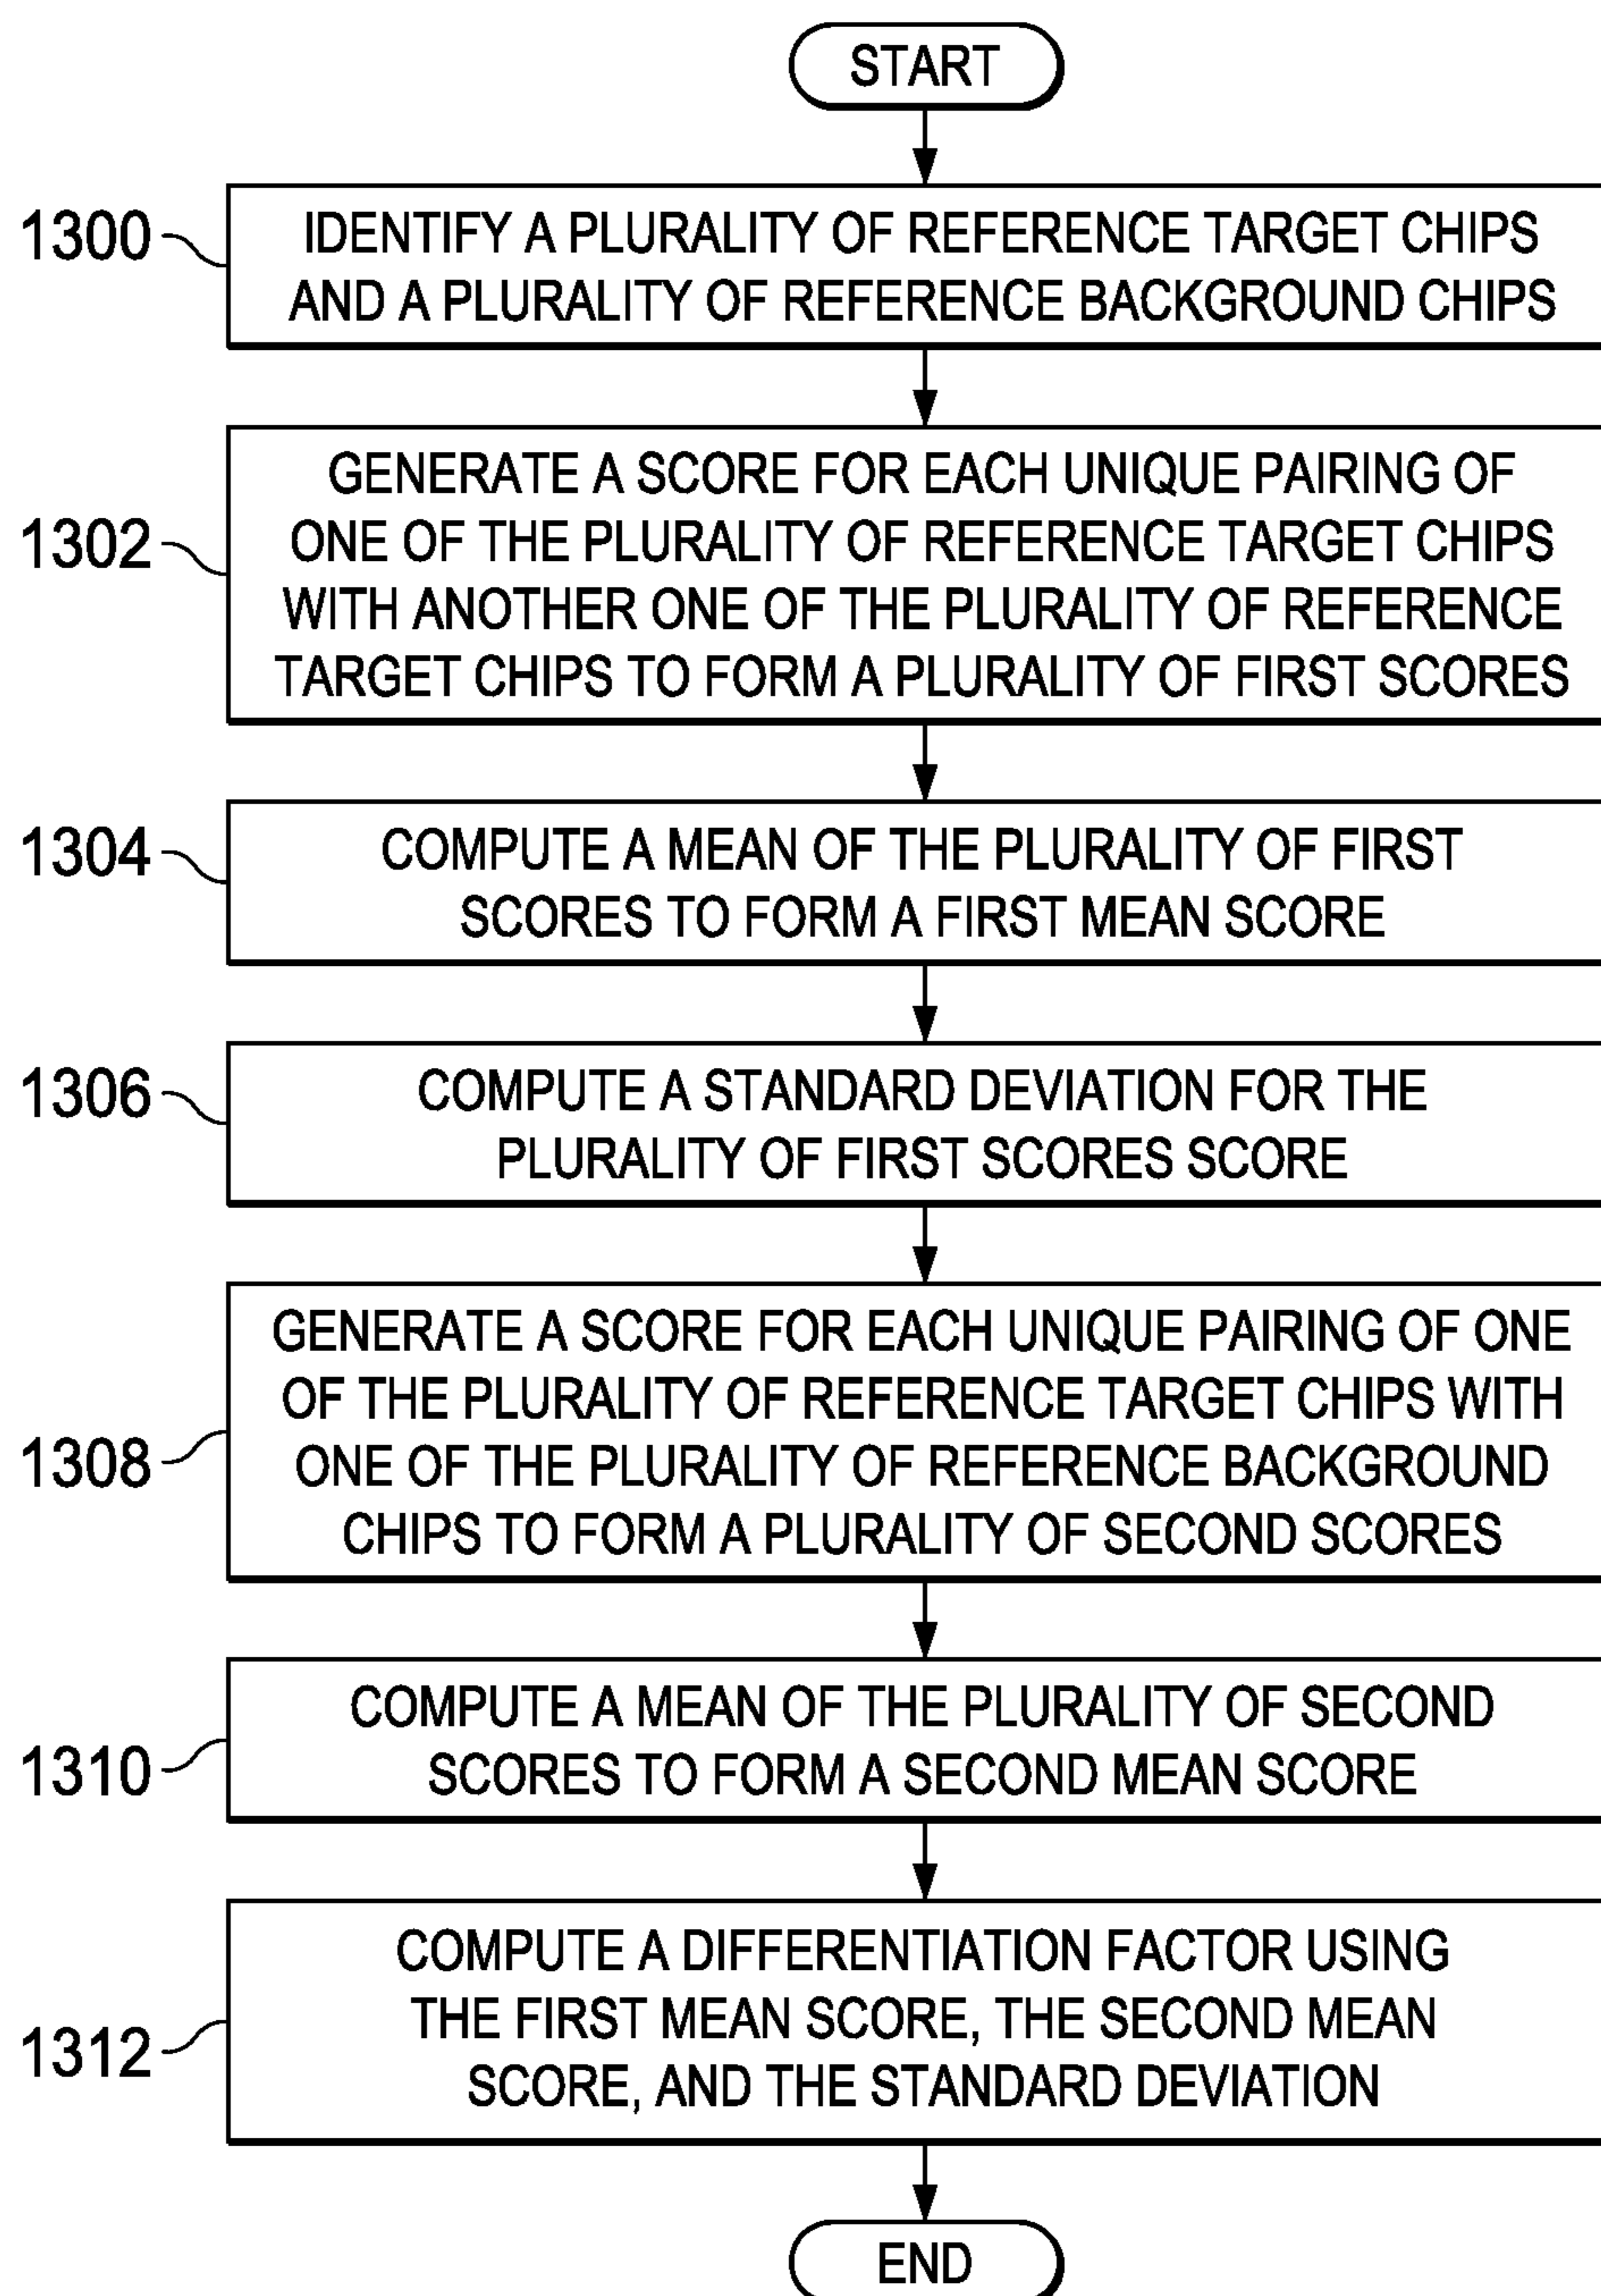 START
1300
IDENTIFY A PLURALITY OF REFERENCE TARGET CHIPS
AND A PLURALITY OF REFERENCE BACKGROUND CHIPS
1302
GENERATE A SCORE FOR EACH UNIQUE PAIRING OF
ONE OF THE PLURALITY OF REFERENCE TARGET CHIPS
WITH ANOTHER ONE OF THE PLURALITY OF REFERENCE
TARGET CHIPS TO FORM A PLURALITY OF FIRST SCORES
1304
COMPUTE A MEAN OF THE PLURALITY OF FIRST
SCORES TO FORM A FIRST MEAN SCORE
1306
COMPUTE A STANDARD DEVIATION FOR THE
PLURALITY OF FIRST SCORES SCORE
1308
GENERATE A SCORE FOR EACH UNIQUE PAIRING OF ONE
OF THE PLURALITY OF REFERENCE TARGET CHIPS WITH
ONE OF THE PLURALITY OF REFERENCE BACKGROUND
CHIPS TO FORM A PLURALITY OF SECOND SCORES
1310
COMPUTE A MEAN OF THE PLURALITY OF SECOND
SCORES TO FORM A SECOND MEAN SCORE
1312
COMPUTE A DIFFERENTIATION FACTOR USING
THE FIRST MEAN SCORE, THE SECOND MEAN
SCORE, AND THE STANDARD DEVIATION
END